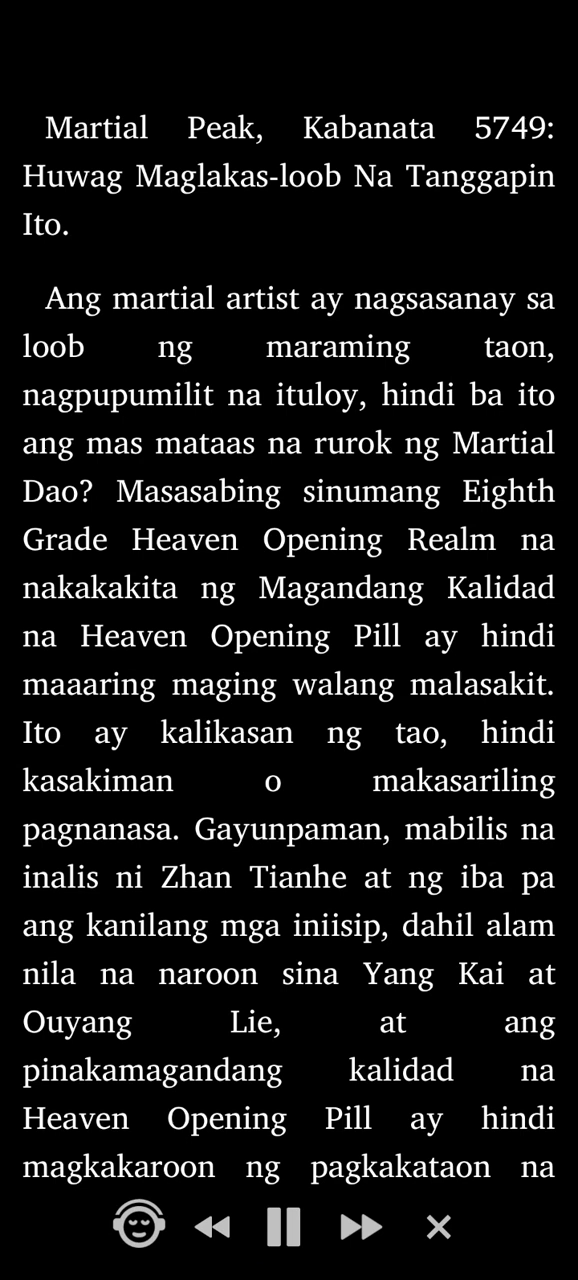 Martial Peak, Kabanata 5749:
Huwag Maglakas-loob Na Tanggapin
Ito.
Ang martial artist ay nagsasanay sa
loob ng maraming taon,
nagpupumilit na ituloy, hindi ba ito
ang mas mataas na rurok ng Martial
Dao? Masasabing sinumang Eighth
Grade Heaven Opening Realm na
nakakakita ng Magandang Kalidad
na Heaven Opening Pill ay hindi
maaaring maging walang malasakit.
Ito ay kalikasan ng tao, hindi
kasakiman o makasariling
pagnanasa. Gayunpaman, mabilis na
inalis ni Zhan Tianhe at ng iba pa
ang kanilang mga iniisip, dahil alam
nila na naroon sina Yang Kai at
Ouyang Lie, at ang
pinakamagandang kalidad na
Heaven Opening Pill ay hindi
magkakaroon ng pagkakataon na